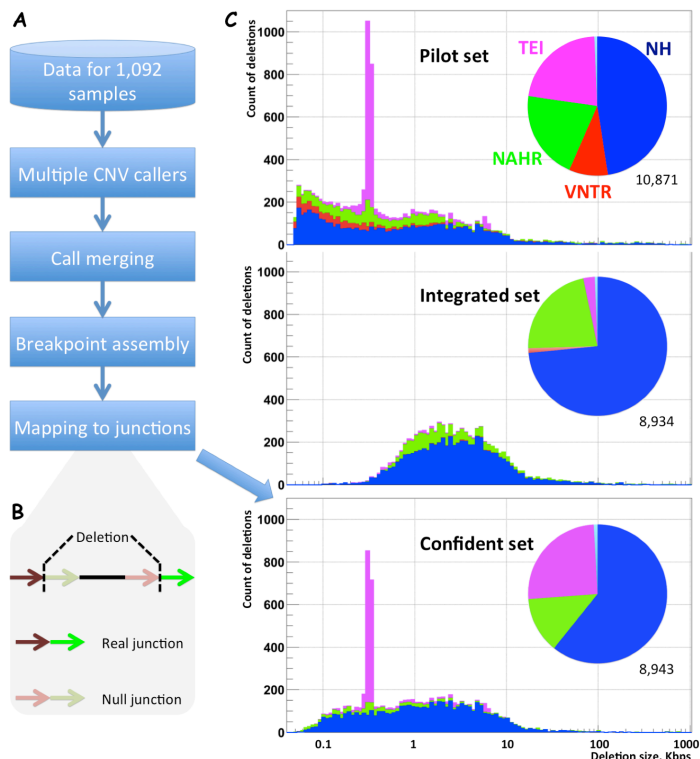 A
Data for 1,092
samples
Multiple CNV callers
Call merging
Breakpoint assembly
Mapping to junctions
B
Deletion
Real junction
Null junction
C
Count of deletions
1000
800
600
400
200
0
Pilot set
TEI
NH
NAHR
VNTR
10,871
Count of deletions
1000
800
600
400
200
0
Integrated set
8,934
Count of deletions
1000
800
600
400
200
0
Confident set
8,943
0.1
1
10
100
1000
Deletion size, Kbps